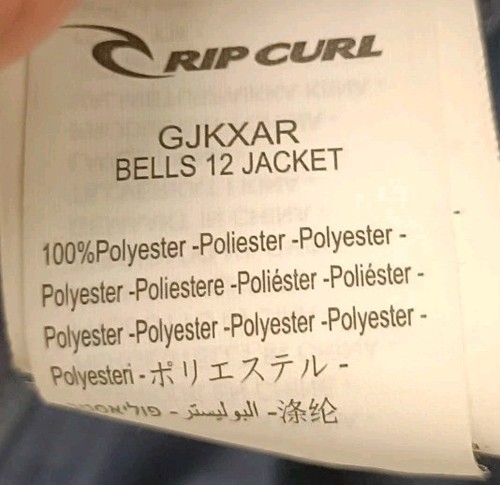 RIP CURL
GJKXAR
BELLS 12 JACKET
100%Polyester -Poliester -Polyester -
Polyester -Poliestere -Poliéster -Poliéster -
Polyester -Polyester -Polyester -Polyester -
Polyesteri -ポリエステル -
涤纶- البوليستر -